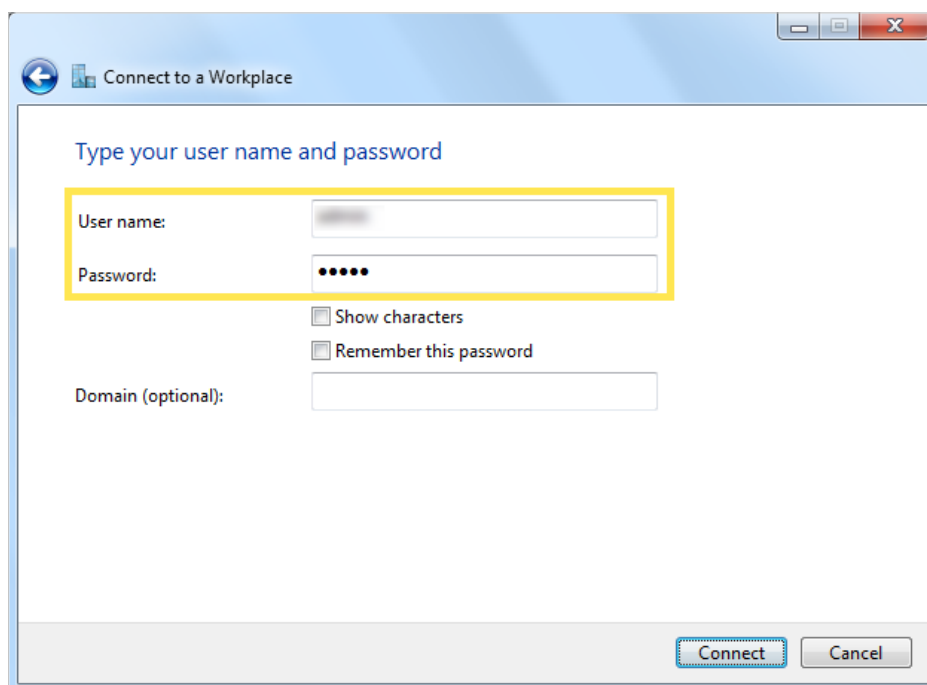 Connect to a Workplace
Type your user name and password
User name:
Password: •••••
Show characters
Remember this password
Domain (optional):
Connect Cancel